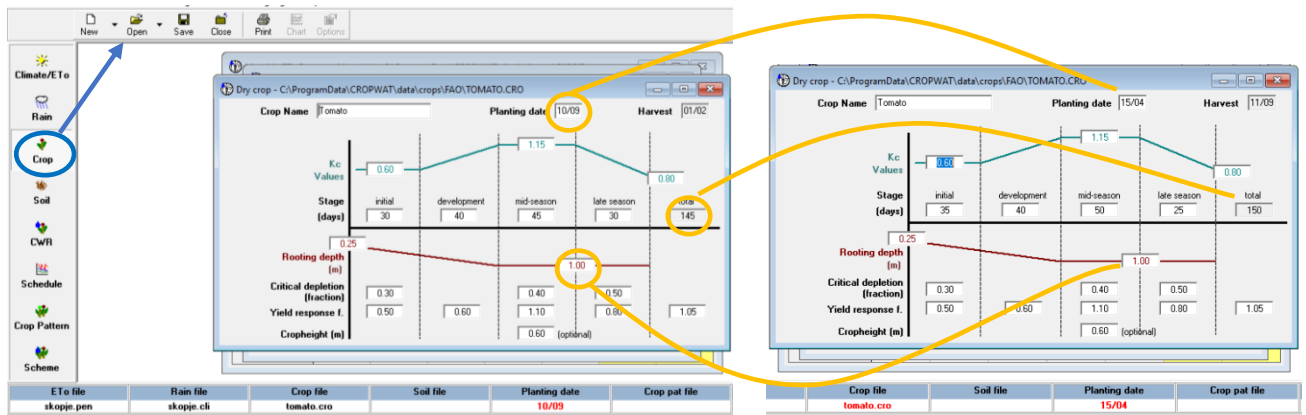 New Open Save Close Print Chart Options
Climate/ETo
Rain
Crop
Soil
CWR
Schedule
Crop Pattern
Scheme
Dry crop - C:\ProgramData\CROPWAT\data\crops\FAO\TOMATO.CRO
Crop Name Tomato Planting date 10/09 Harvest 01/02
1.15
Kc 0.60
Values 0.80
Stage initial development mid-season late season total
(days) 30 40 45 30 145
0.25
Rooting depth
(m) 1.00
Critical depletion
(fraction) 0.30 0.40 0.50
Yield response f. 0.50 0.60 1.10 0.80 1.05
Cropheight (m) 0.60 (optional)
ETo file Rain file Crop file Soil file Planting date Crop pat file
skopje.pen skopje.cli tomato.cro 10/09
Dry crop - C:\ProgramData\CROPWAT\data\crops\FAO\TOMATO.CRO
Crop Name Tomato Planting date 15/04 Harvest 11/09
1.15
Kc 0.60
Values 0.80
Stage initial development mid-season late season total
(days) 35 40 50 25 150
0.25
Rooting depth
(m) 1.00
Critical depletion
(fraction) 0.30 0.40 0.50
Yield response f. 0.50 0.60 1.10 0.80 1.05
Cropheight (m) 0.60 (optional)
Crop file Soil file Planting date Crop pat file
tomato.cro 15/04